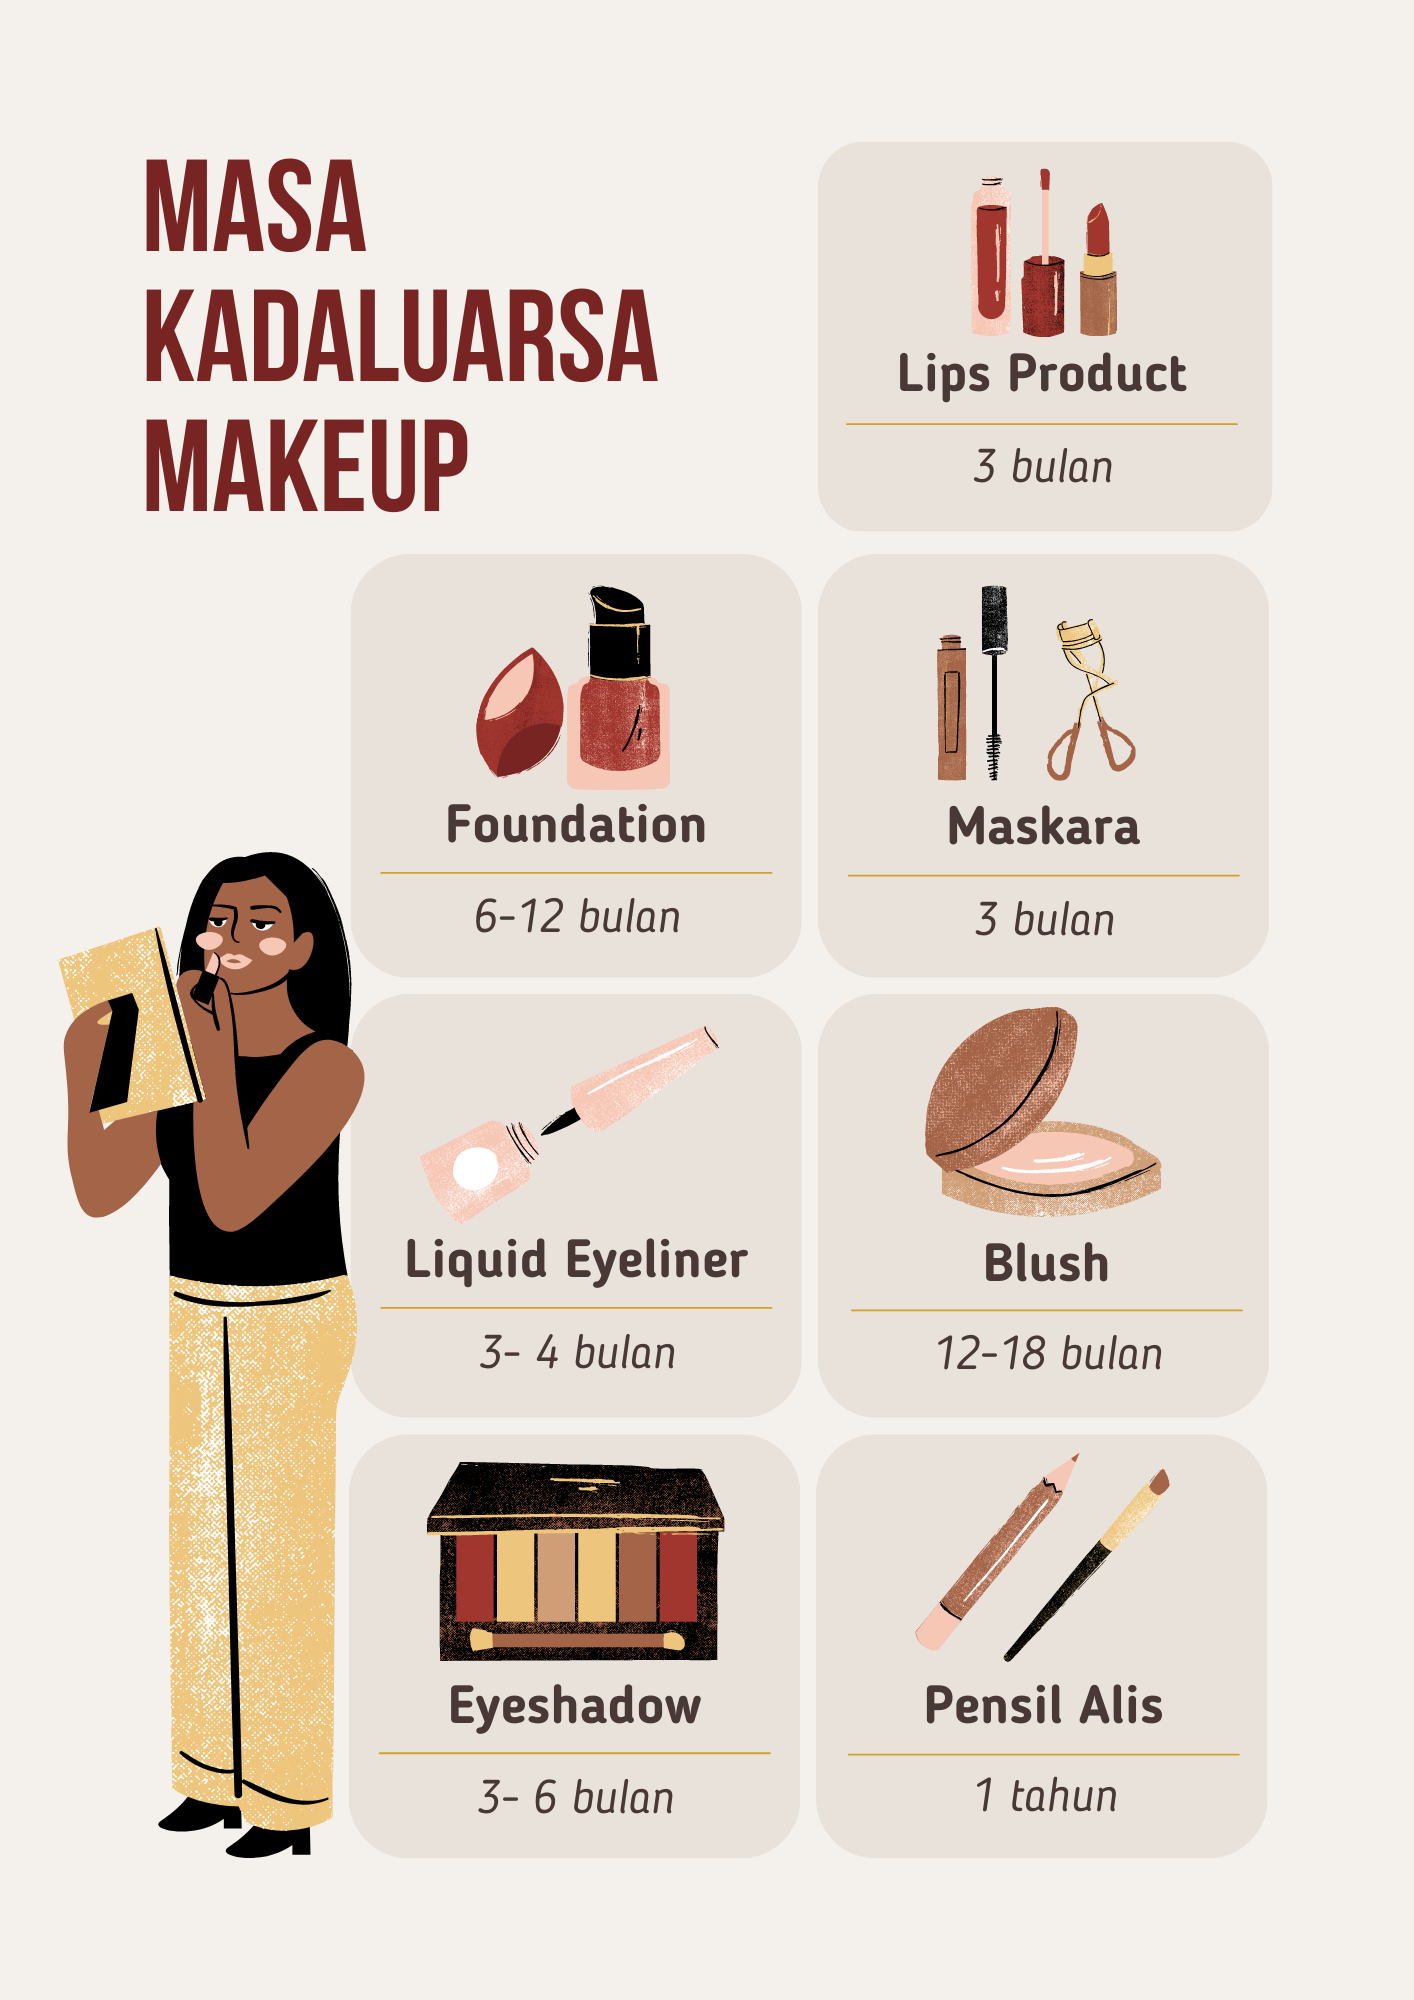 MASA
KADALUARSA
MAKEUP
Lips Product
3 bulan
Foundation
6-12 bulan
Maskara
3 bulan
Liquid Eyeliner
3- 4 bulan
Blush
12-18 bulan
Eyeshadow
3- 6 bulan
Pensil Alis
1 tahun